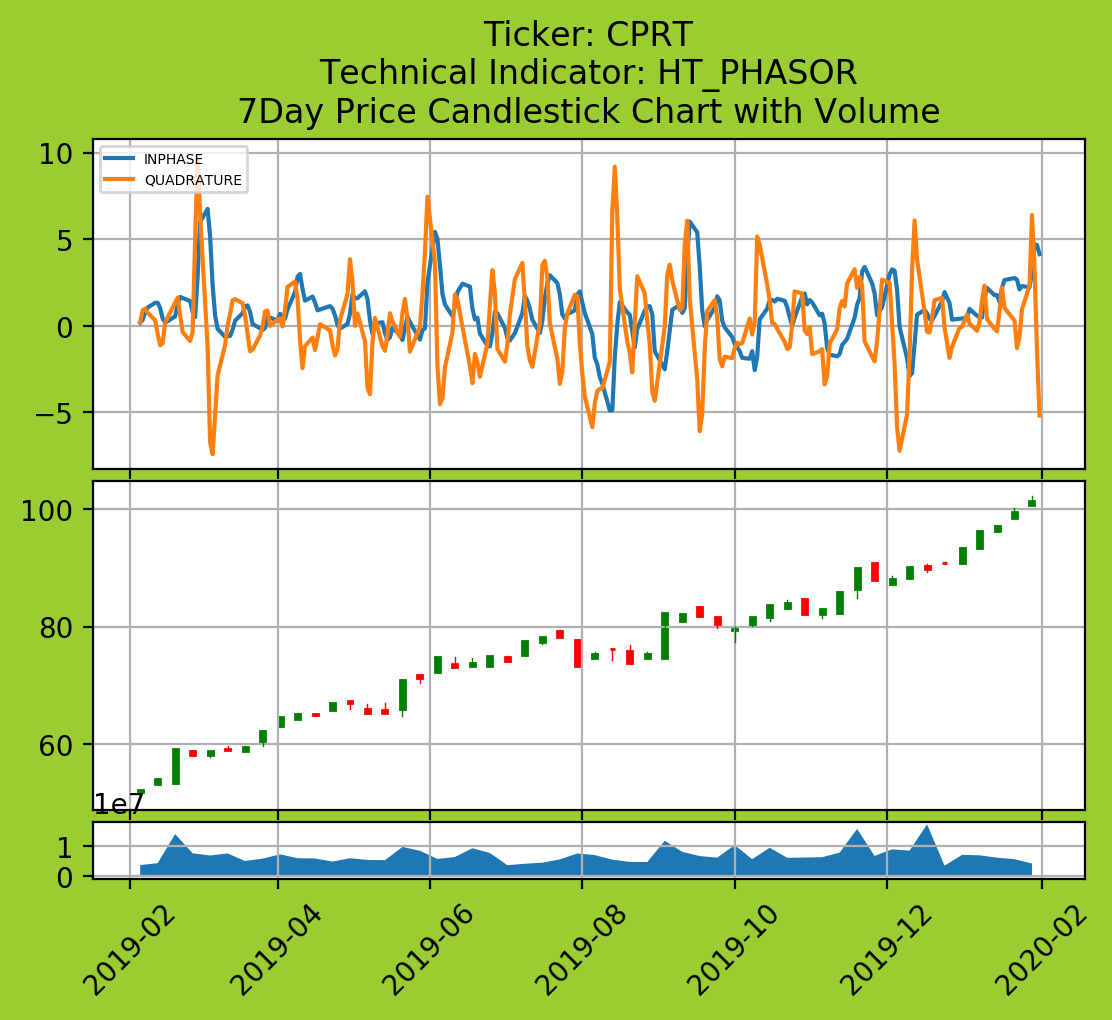 Ticker: CPRT
Technical Indicator: HT_PHASOR
7Day Price Candlestick Chart with Volume
INPHASE
QUADRATURE
10
5
0
−5
100
80
60
1e7
1
0
2019-02
2019-04
2019-06
2019-08
2019-10
2019-12
2020-02